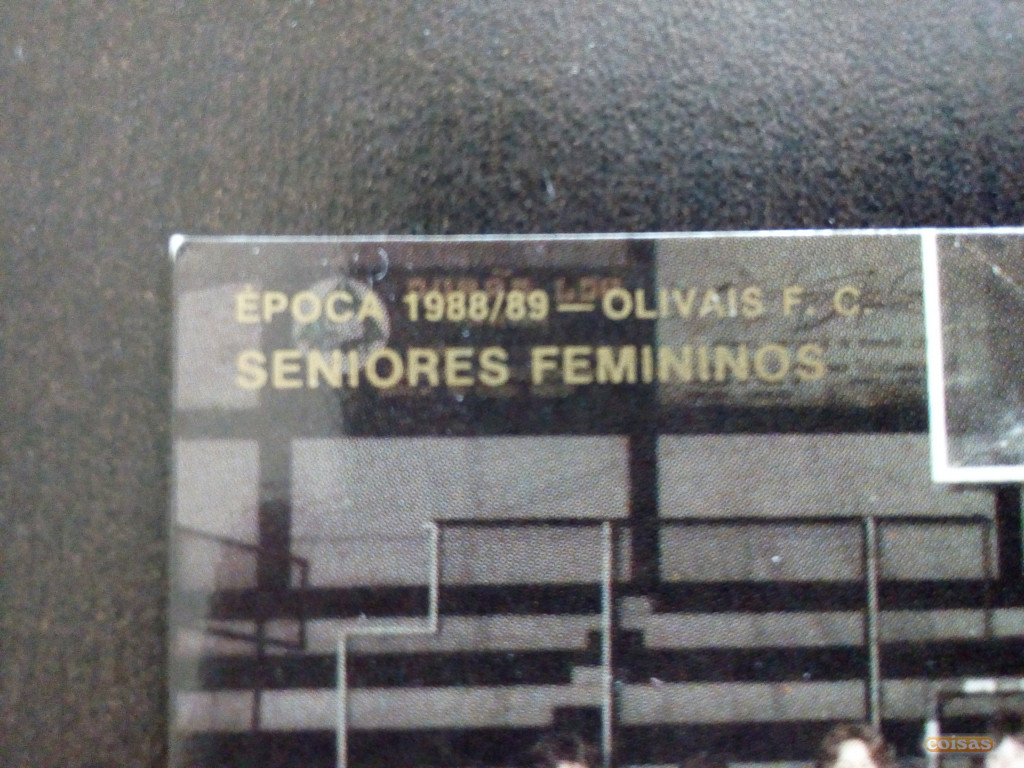 ÉPOCA 1988/89 — OLIVAIS F. C.
SENIORES FEMININOS
coisas